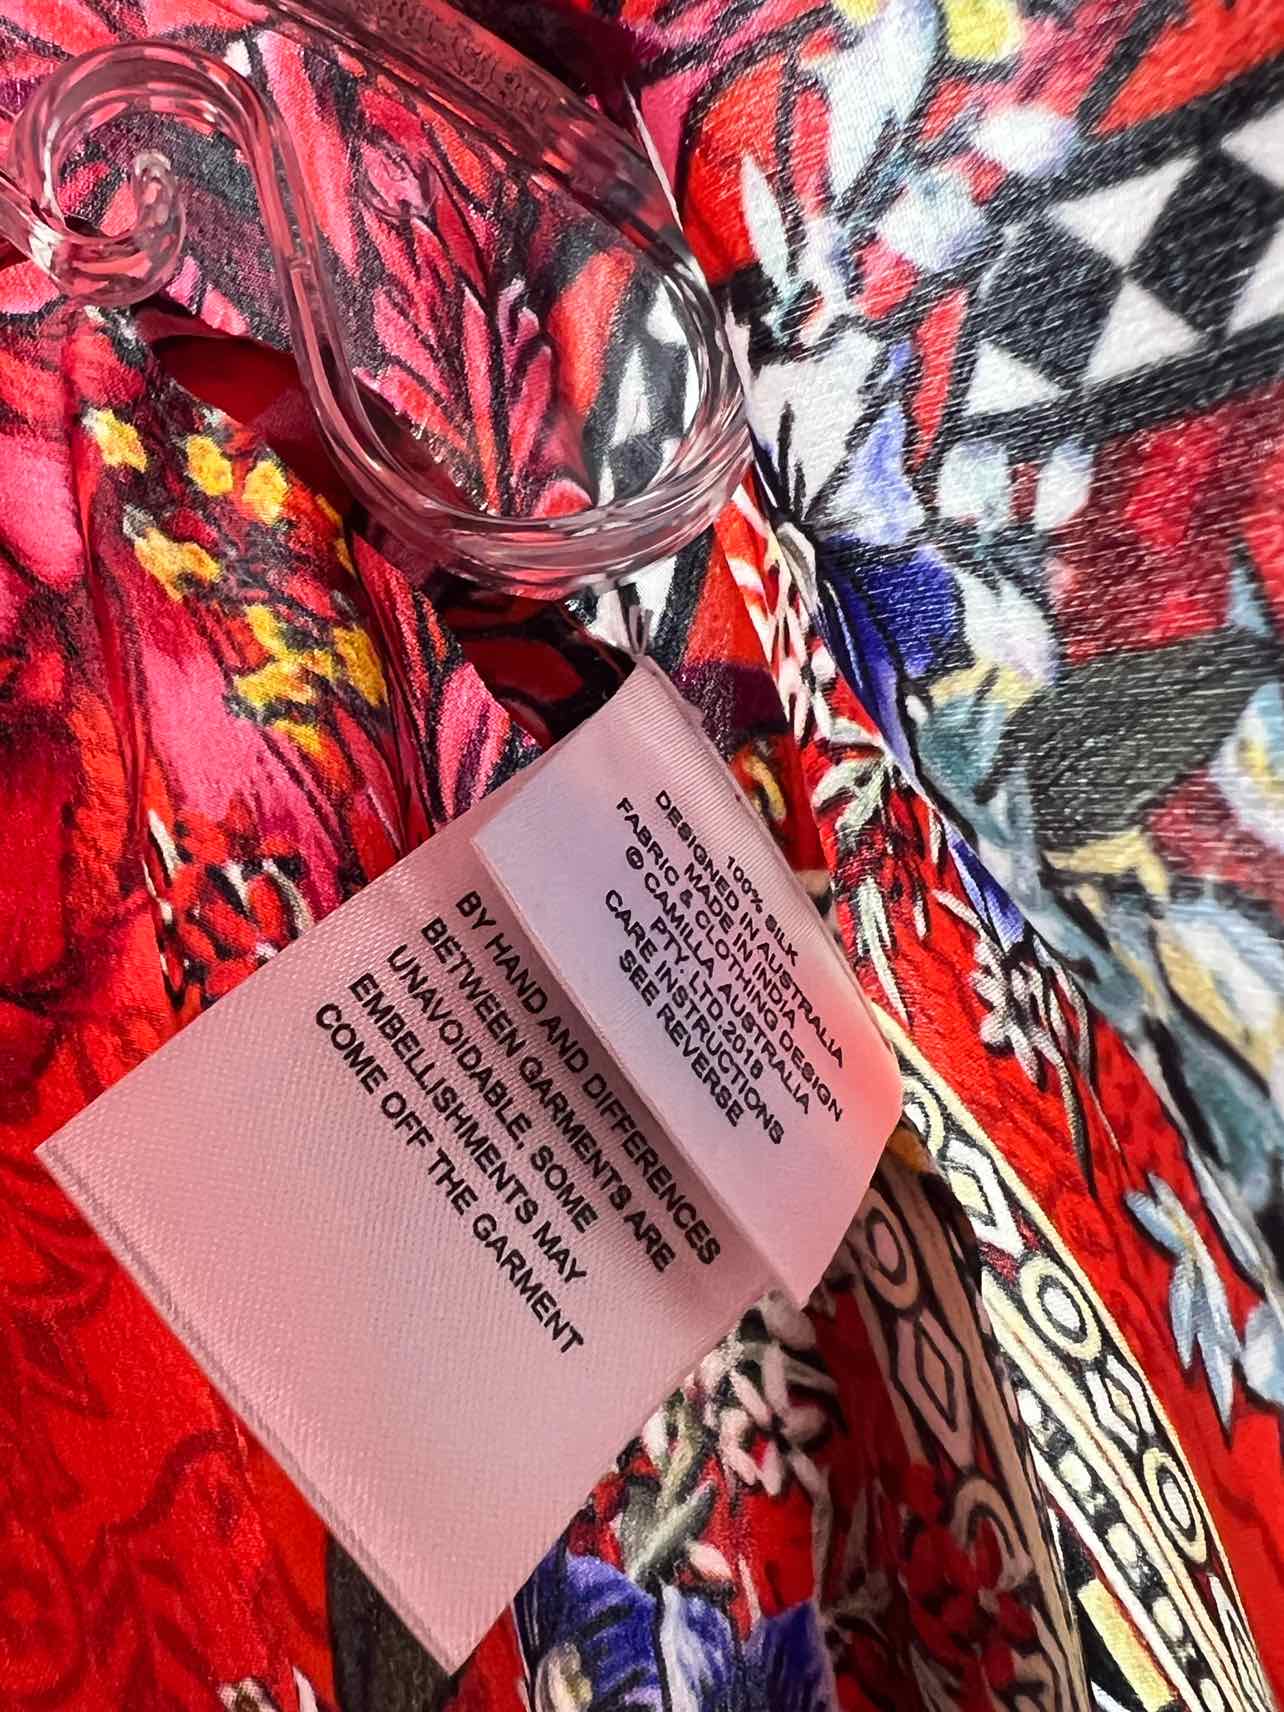 100% SILK
DESIGNED IN AUSTRALIA
MADE IN INDIA
FABRIC & CLOTHING DESIGN
© CAMILLA AUSTRALIA
PTY. LTD.2018
CARE INSTRUCTIONS
SEE REVERSE
BY HAND AND DIFFERENCES
BETWEEN GARMENTS ARE
UNAVOIDABLE, SOME
EMBELLISHMENTS MAY
COME OFF THE GARMENT